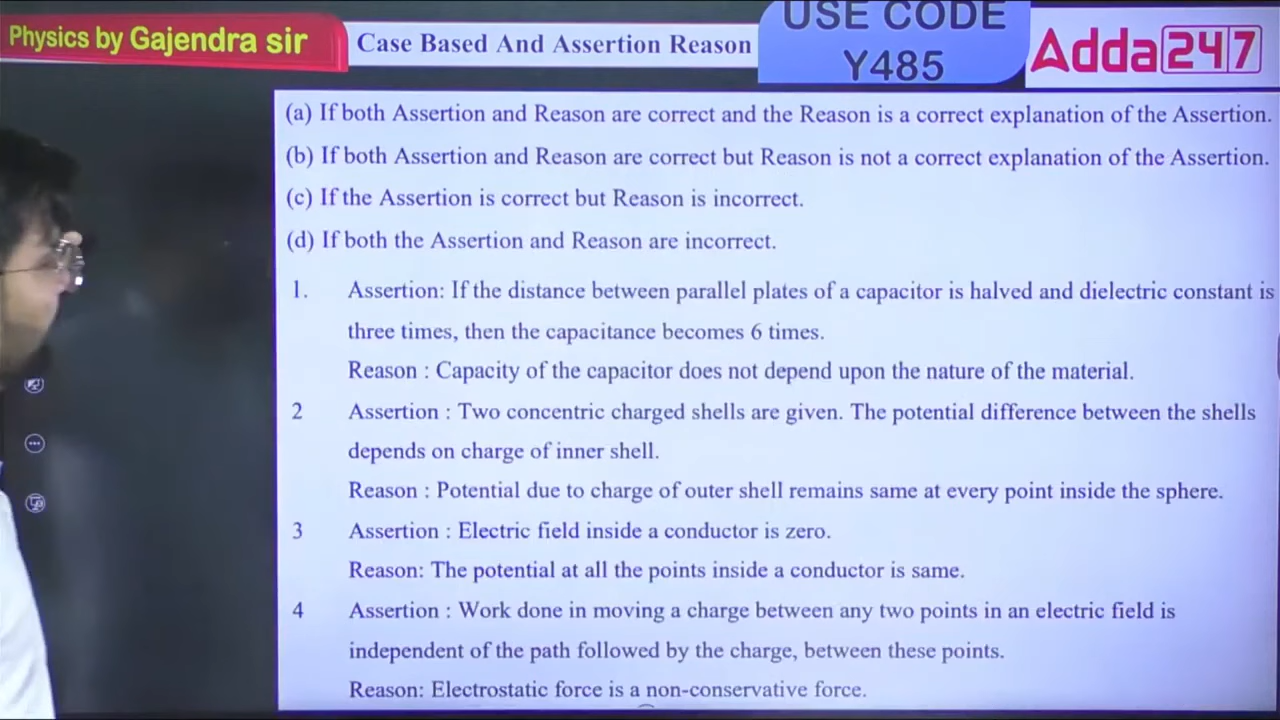 Physics by Gajendra sir
Case Based And Assertion Reason
USE CODE
Y485
Adda247
(a) If both Assertion and Reason are correct and the Reason is a correct explanation of the Assertion.
(b) If both Assertion and Reason are correct but Reason is not a correct explanation of the Assertion.
(c) If the Assertion is correct but Reason is incorrect.
(d) If both the Assertion and Reason are incorrect.
1. Assertion: If the distance between parallel plates of a capacitor is halved and dielectric constant is
three times, then the capacitance becomes 6 times.
Reason : Capacity of the capacitor does not depend upon the nature of the material.
2 Assertion : Two concentric charged shells are given. The potential difference between the shells
depends on charge of inner shell.
Reason : Potential due to charge of outer shell remains same at every point inside the sphere.
3 Assertion : Electric field inside a conductor is zero.
Reason: The potential at all the points inside a conductor is same.
4 Assertion : Work done in moving a charge between any two points in an electric field is
independent of the path followed by the charge, between these points.
Reason: Electrostatic force is a non-conservative force.